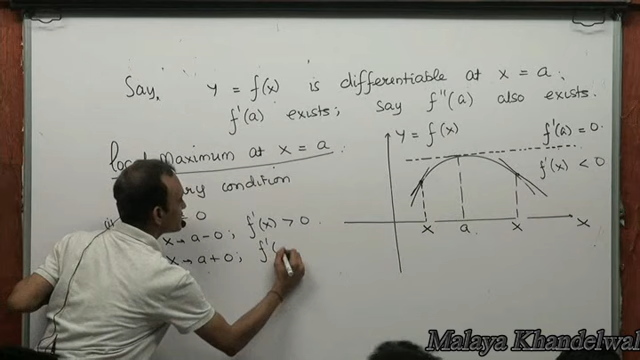 Say, y = f(x) is differentiable at x = a;
f'(a) exists; say f''(a) also exists.
Local maximum at x = a
condition
0
x → a - 0; f'(x) > 0
x → a + 0; f'(
y = f(x)
f'(a) = 0.
f'(x) < 0
x a x x
Malaya Khandelwal